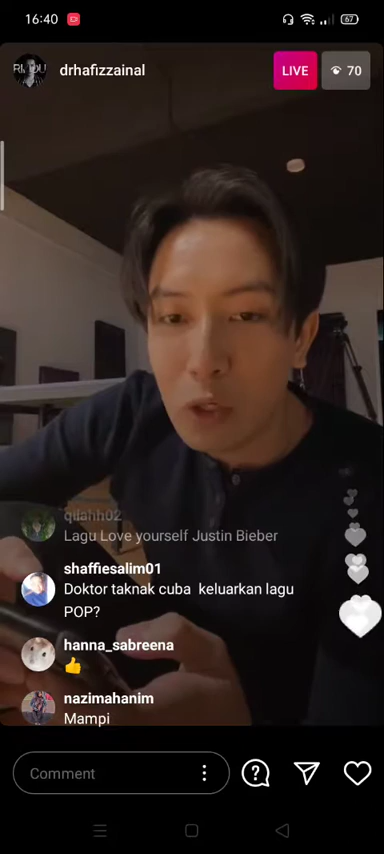 16:40
67
drhafizzainal
LIVE
70
qilahh02
Lagu Love yourself Justin Bieber
shaffiesalim01
Doktor taknak cuba keluarkan lagu
POP?
hanna_sabreena
👍
nazimahanim
Mampi
Comment